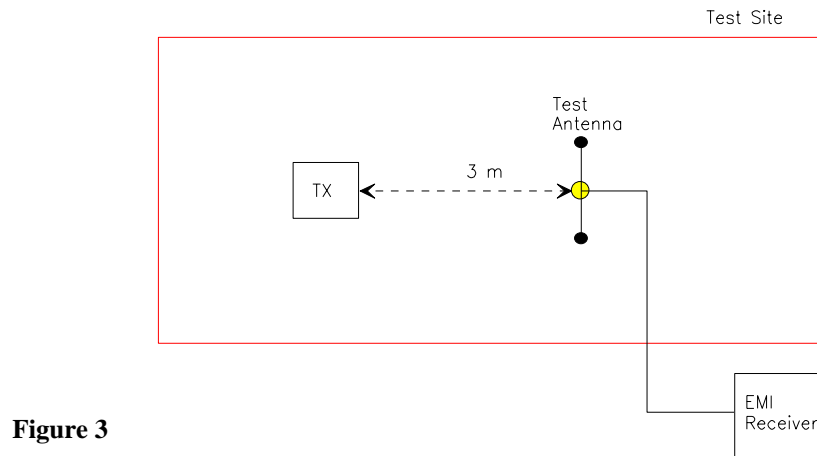 Test Site
Test
Antenna
3 m
TX
EMI
Receiver
Figure 3